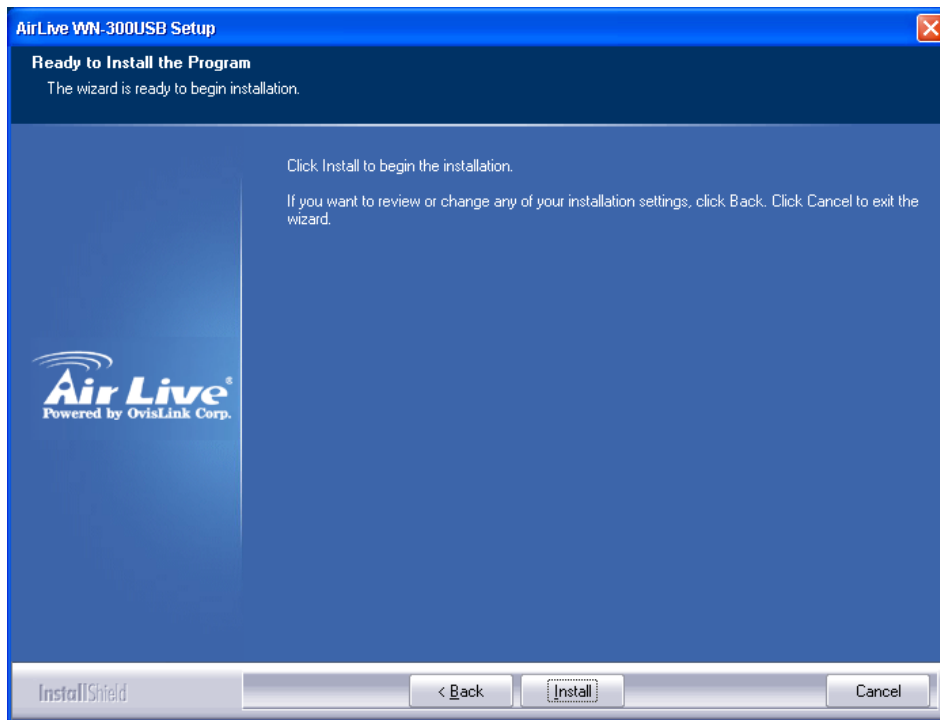 AirLive WN-300USB Setup
Ready to Install the Program
The wizard is ready to begin installation.
Click Install to begin the installation.
If you want to review or change any of your installation settings, click Back. Click Cancel to exit the
wizard.
Air Live®
Powered by OvisLink Corp.
InstallShield
< Back
Install
Cancel